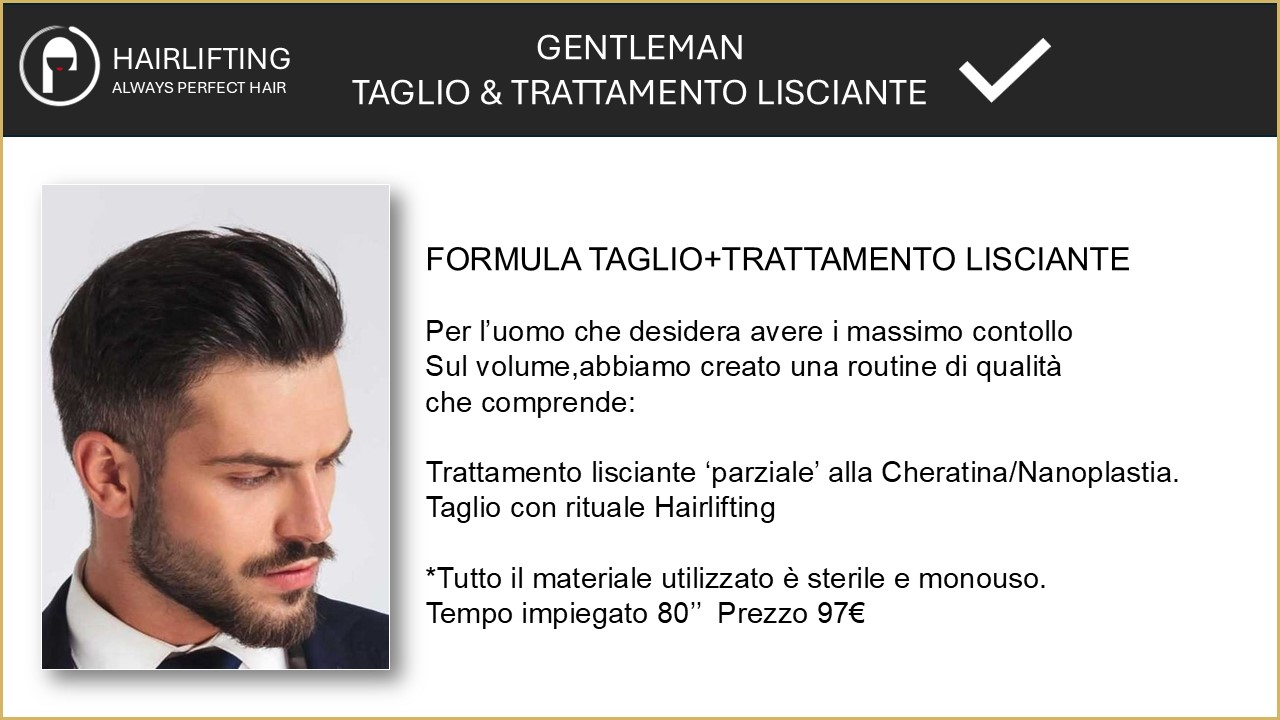 HAIRLIFTING
ALWAYS PERFECT HAIR
GENTLEMAN
TAGLIO & TRATTAMENTO LISCIANTE
FORMULA TAGLIO+TRATTAMENTO LISCIANTE
Per l’uomo che desidera avere i massimo contollo
Sul volume,abbiamo creato una routine di qualità
che comprende:
Trattamento lisciante ‘parziale’ alla Cheratina/Nanoplastia.
Taglio con rituale Hairlifting
*Tutto il materiale utilizzato è sterile e monouso.
Tempo impiegato 80’’  Prezzo 97€